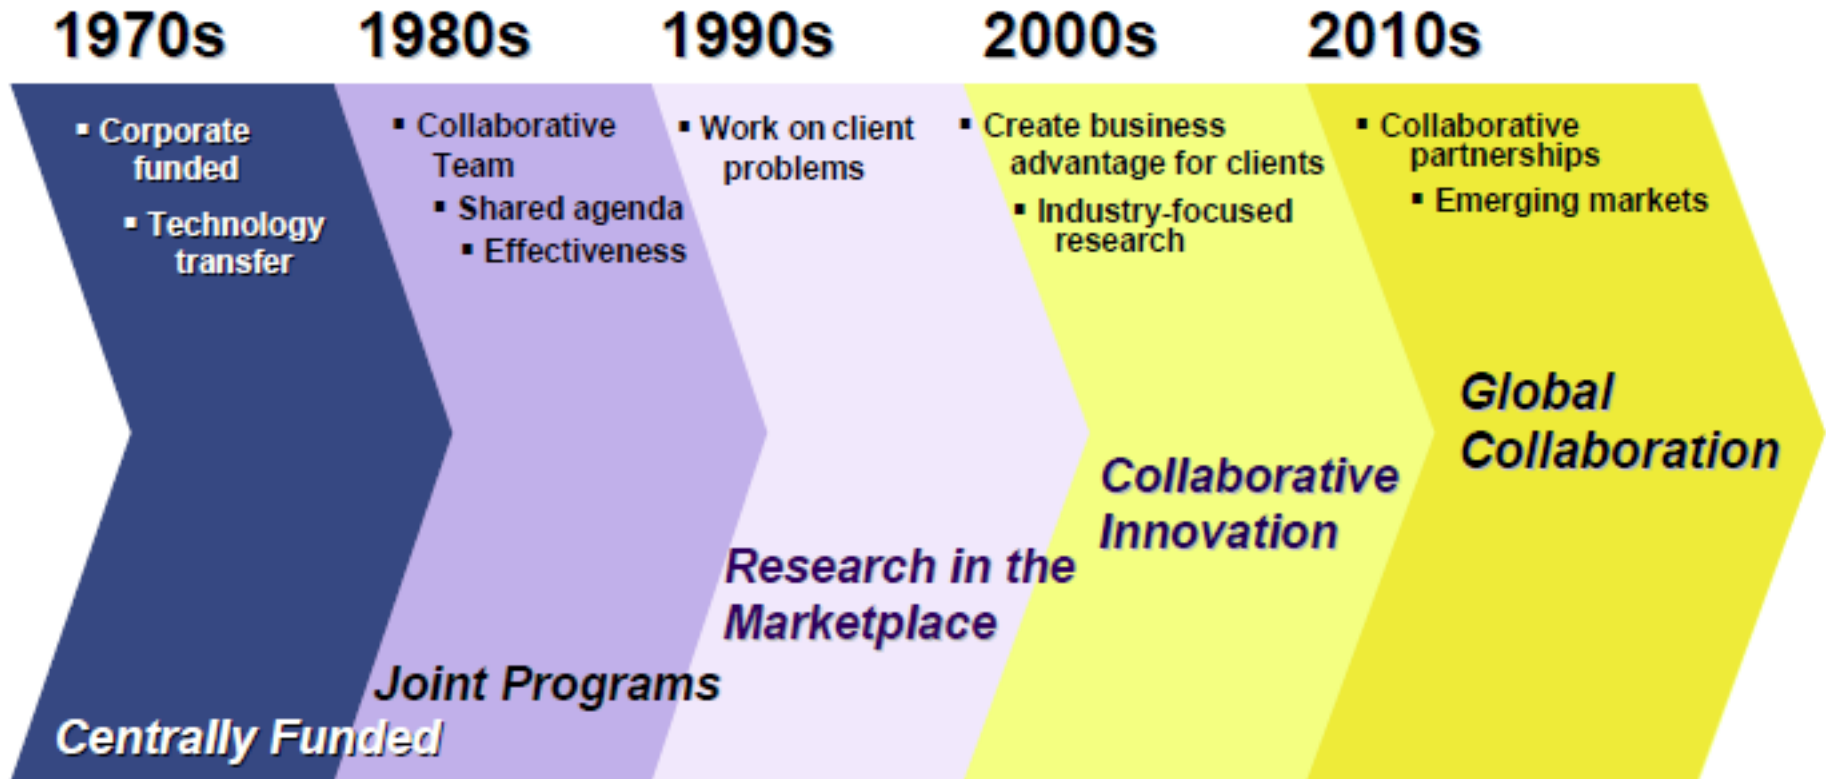 1970s
1980s
1990s
2000s
2010s
▪ Corporate
funded
▪ Technology
transfer
▪ Collaborative
Team
▪ Shared agenda
▪ Effectiveness
▪ Work on client
problems
▪ Create business
advantage for clients
▪ Industry-focused
research
▪ Collaborative
partnerships
▪ Emerging markets
Centrally Funded
Joint Programs
Research in the
Marketplace
Collaborative
Innovation
Global
Collaboration